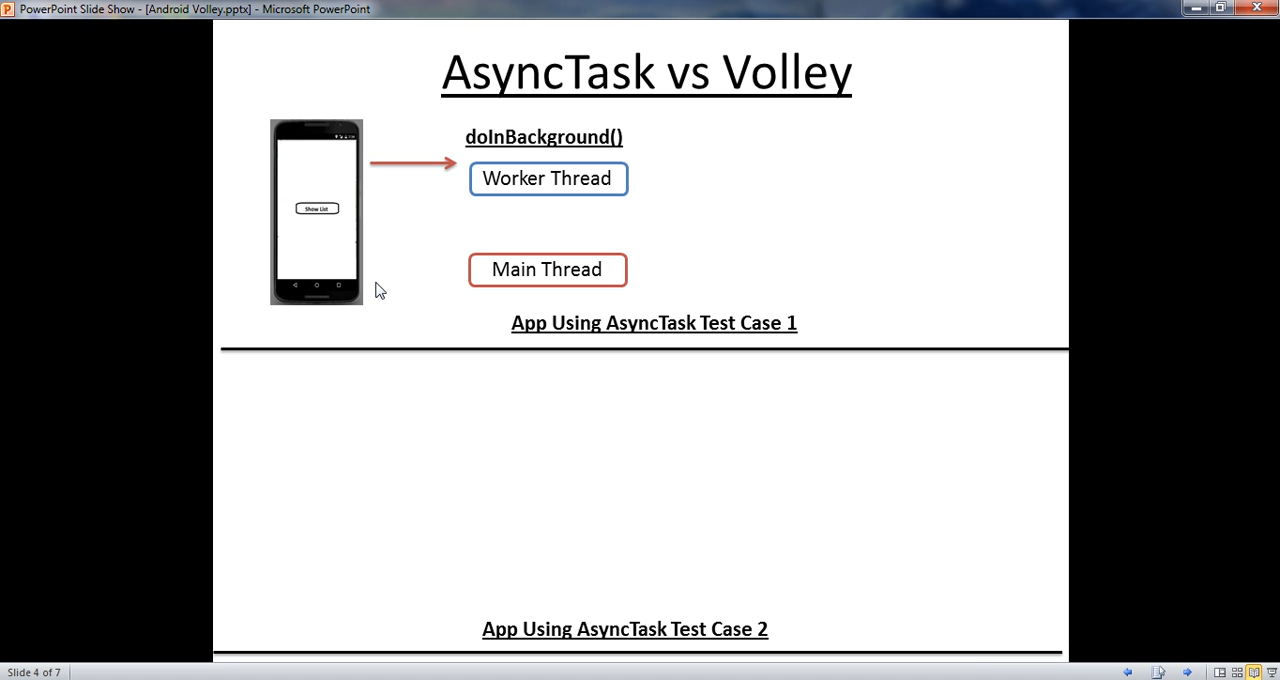 PowerPoint Slide Show - [Android Volley.pptx] - Microsoft PowerPoint
AsyncTask vs Volley
doInBackground()
Worker Thread
Show List
Main Thread
App Using AsyncTask Test Case 1
App Using AsyncTask Test Case 2
Slide 4 of 7